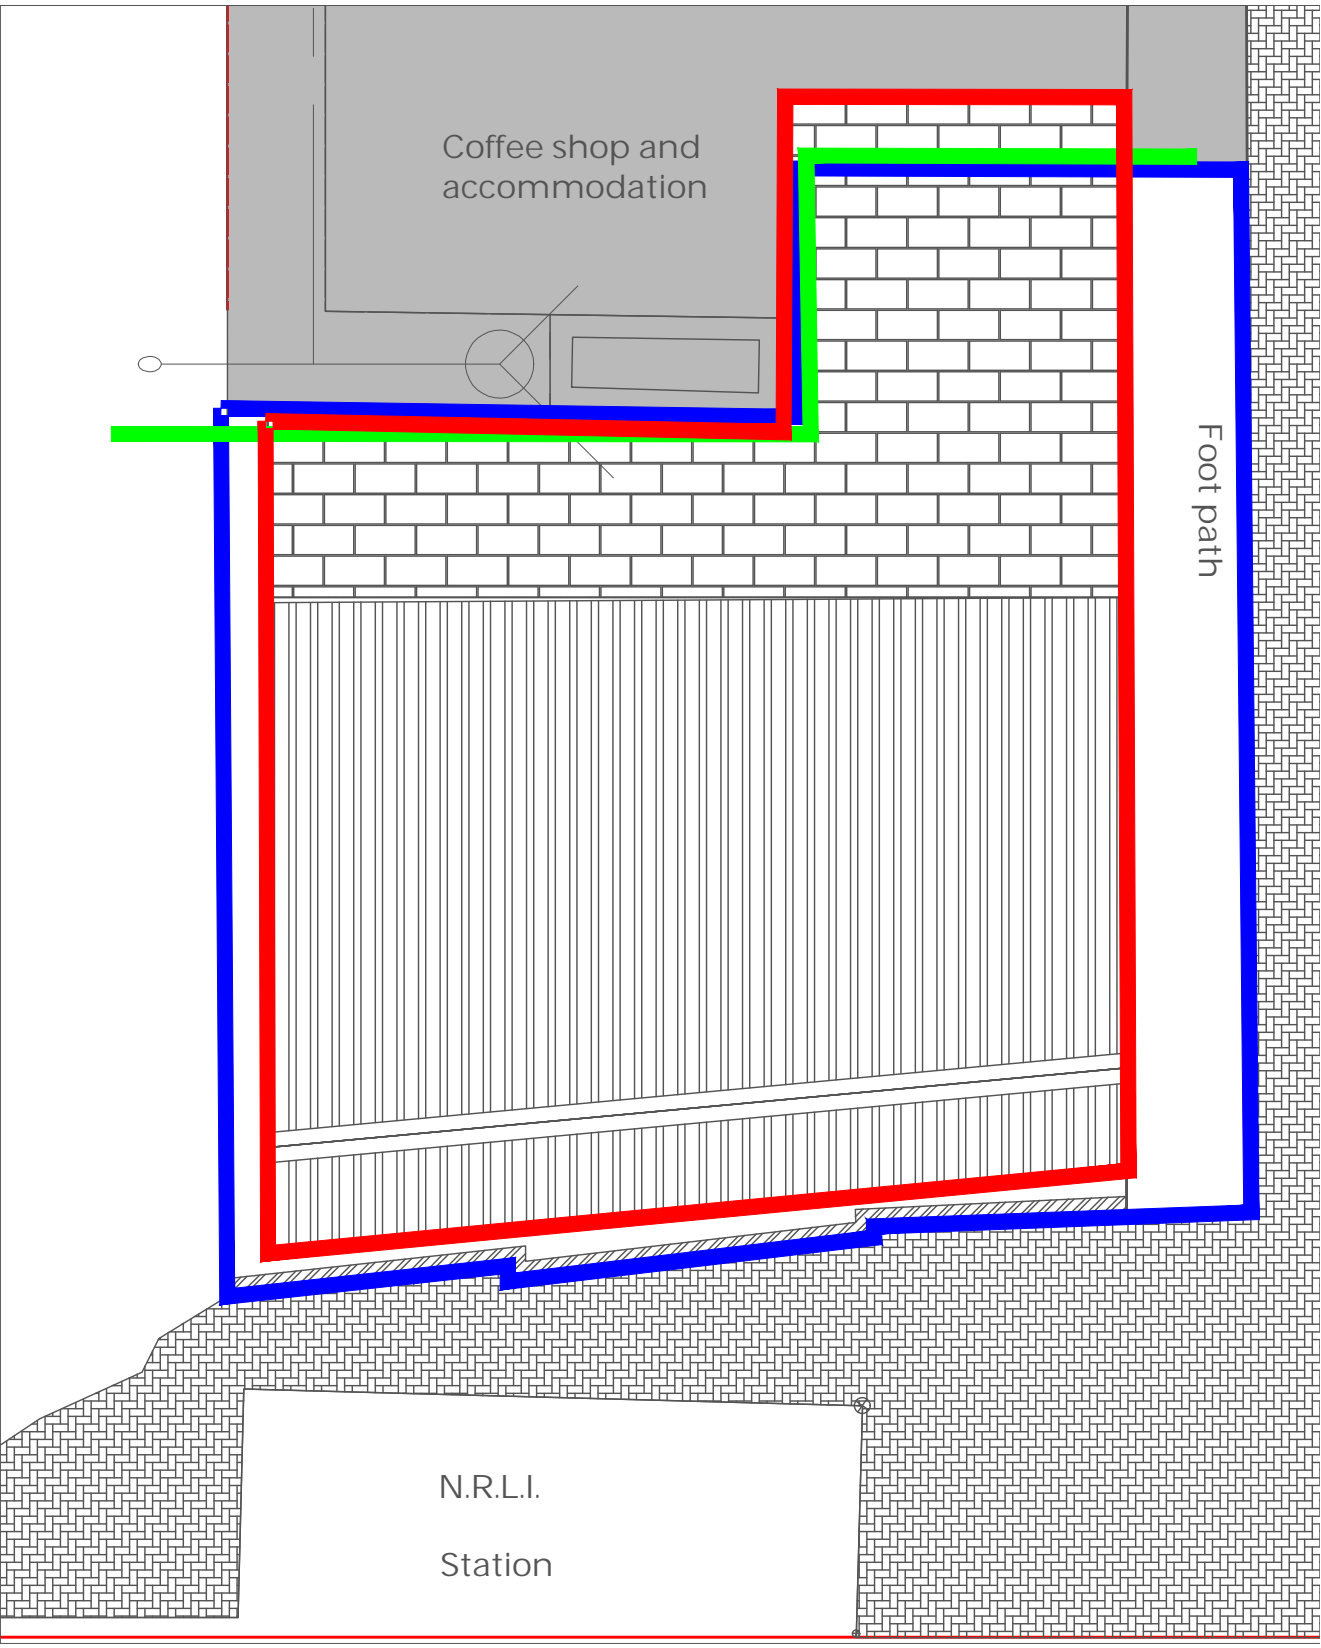 Coffee shop and
accommodation
Foot path
N.R.L.I.
Station